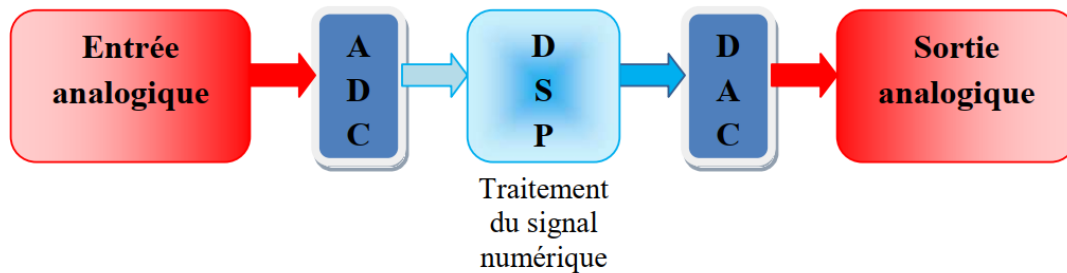 Entrée
analogique
A
D
C
D
S
P
D
A
C
Sortie
analogique
Traitement
du signal
numérique